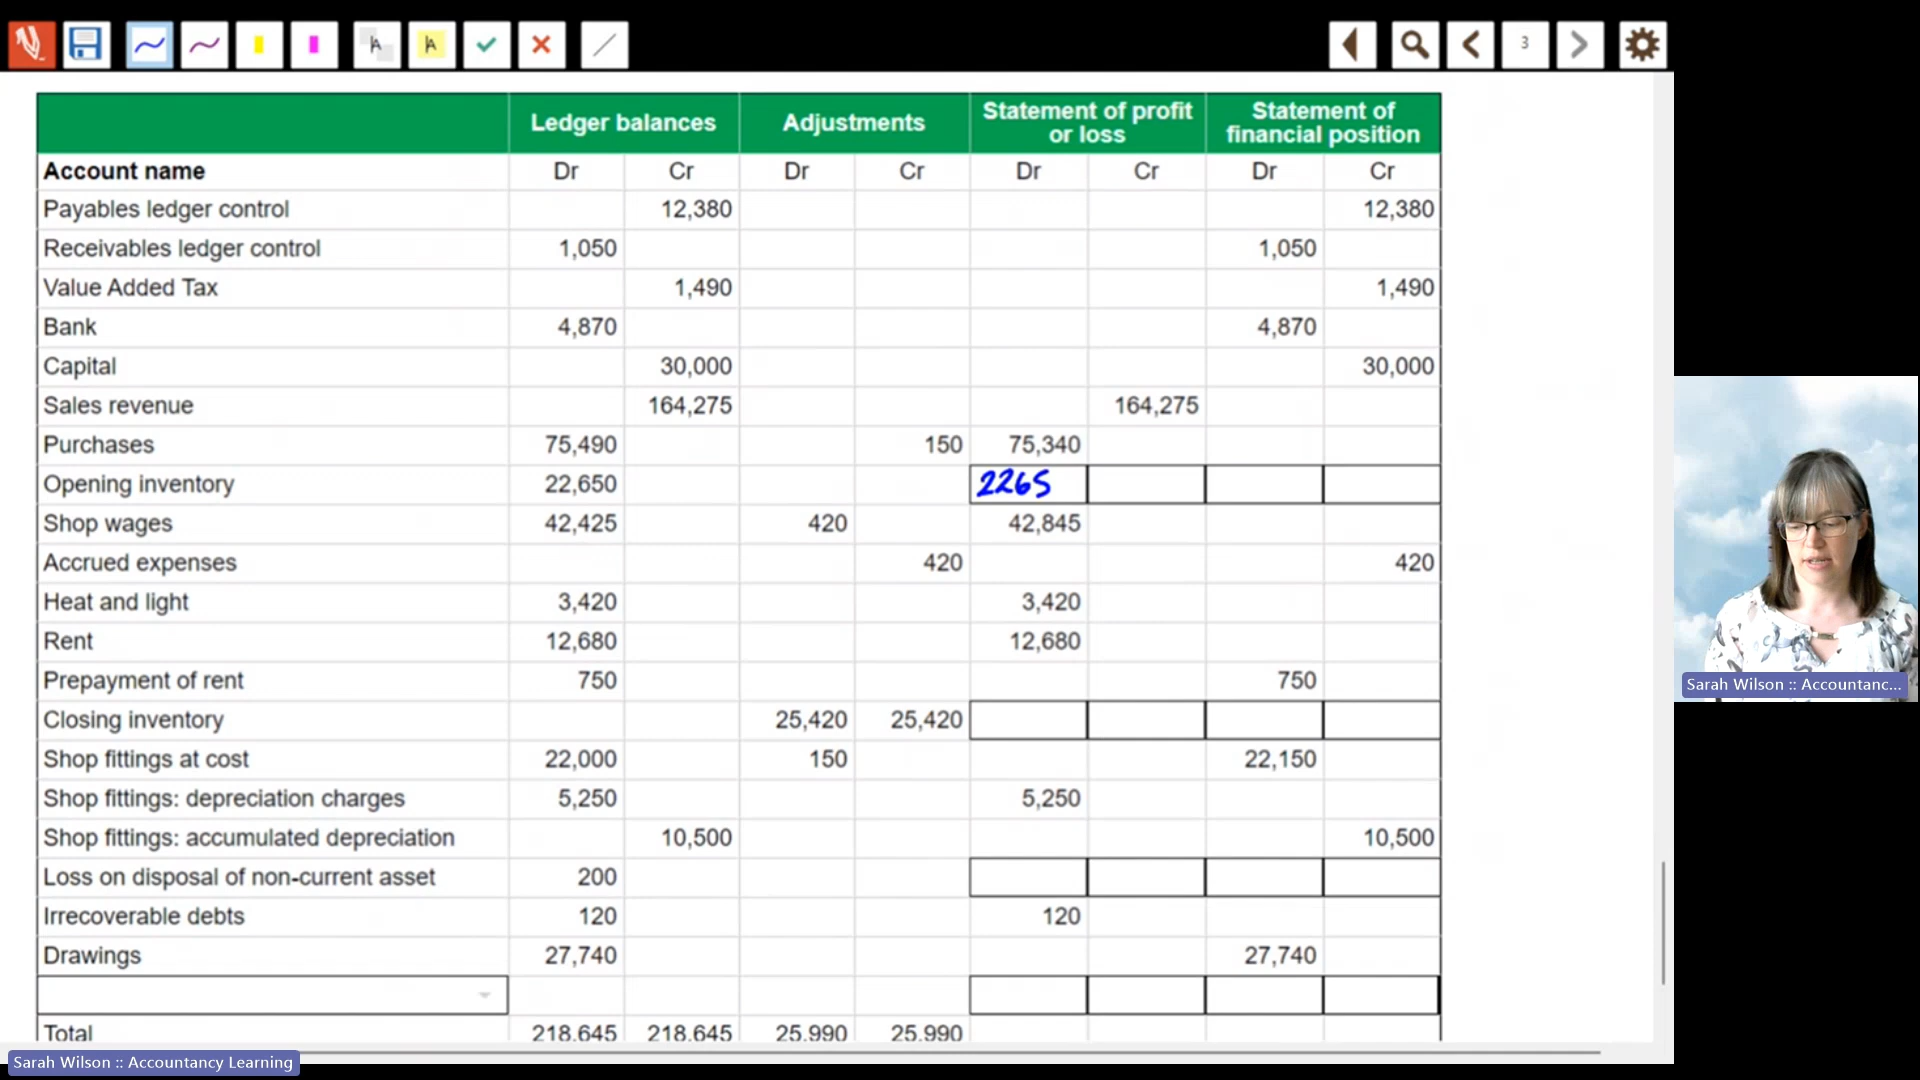 3
Ledger balances Adjustments Statement of profit or loss Statement of financial position
Account name Dr Cr Dr Cr Dr Cr Dr Cr
Payables ledger control 12,380 12,380
Receivables ledger control 1,050 1,050
Value Added Tax 1,490 1,490
Bank 4,870 4,870
Capital 30,000 30,000
Sales revenue 164,275 164,275
Purchases 75,490 150 75,340
Opening inventory 22,650 2265
Shop wages 42,425 420 42,845
Accrued expenses 420 420
Heat and light 3,420 3,420
Rent 12,680 12,680
Prepayment of rent 750 750
Closing inventory 25,420 25,420
Shop fittings at cost 22,000 150 22,150
Shop fittings: depreciation charges 5,250 5,250
Shop fittings: accumulated depreciation 10,500 10,500
Loss on disposal of non-current asset 200
Irrecoverable debts 120 120
Drawings 27,740 27,740
Total 218,645 218,645 25,990 25,990
Sarah Wilson :: Accountancy Learning
Sarah Wilson :: Accountanc...